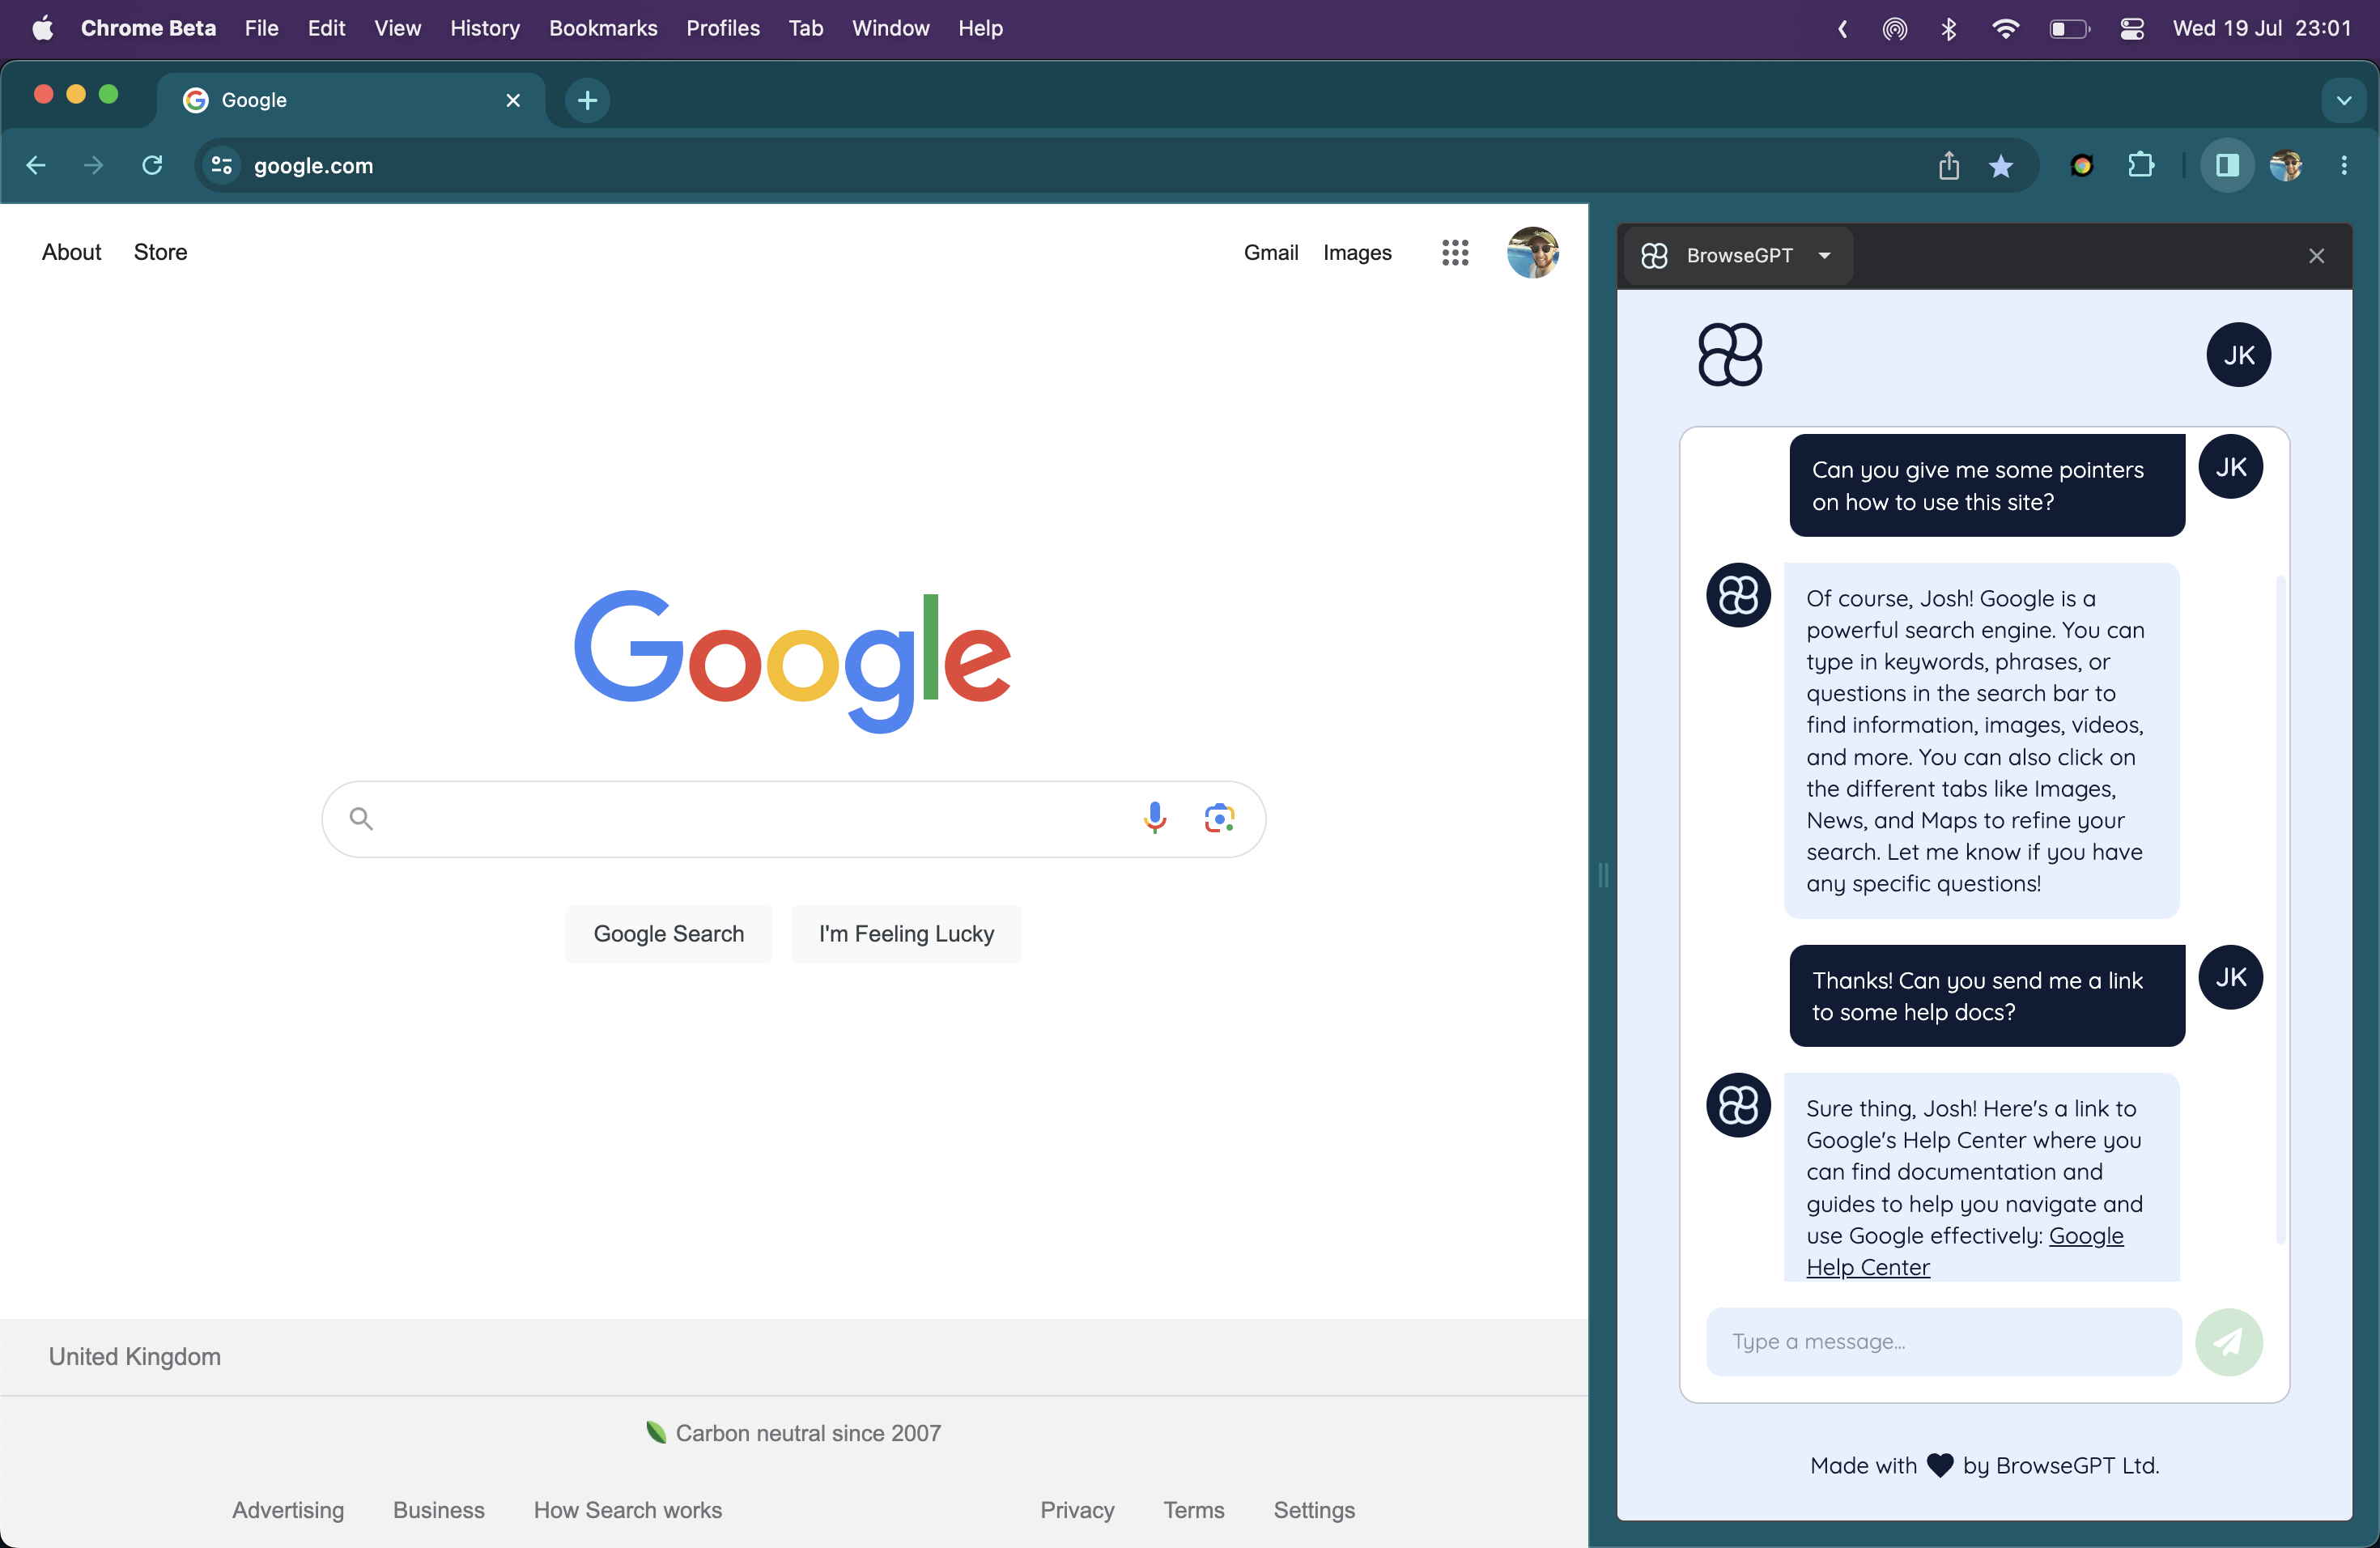 Chrome Beta File Edit View History Bookmarks Profiles Tab Window Help Wed 19 Jul 23:01
Google
google.com
About Store Gmail Images
Google
Google Search I'm Feeling Lucky
United Kingdom
Carbon neutral since 2007
Advertising Business How Search works Privacy Terms Settings
BrowseGPT
JK
Can you give me some pointers
on how to use this site?
JK
Of course, Josh! Google is a
powerful search engine. You can
type in keywords, phrases, or
questions in the search bar to
find information, images, videos,
and more. You can also click on
the different tabs like Images,
News, and Maps to refine your
search. Let me know if you have
any specific questions!
Thanks! Can you send me a link
to some help docs?
JK
Sure thing, Josh! Here's a link to
Google's Help Center where you
can find documentation and
guides to help you navigate and
use Google effectively: Google
Help Center
Type a message...
Made with by BrowseGPT Ltd.